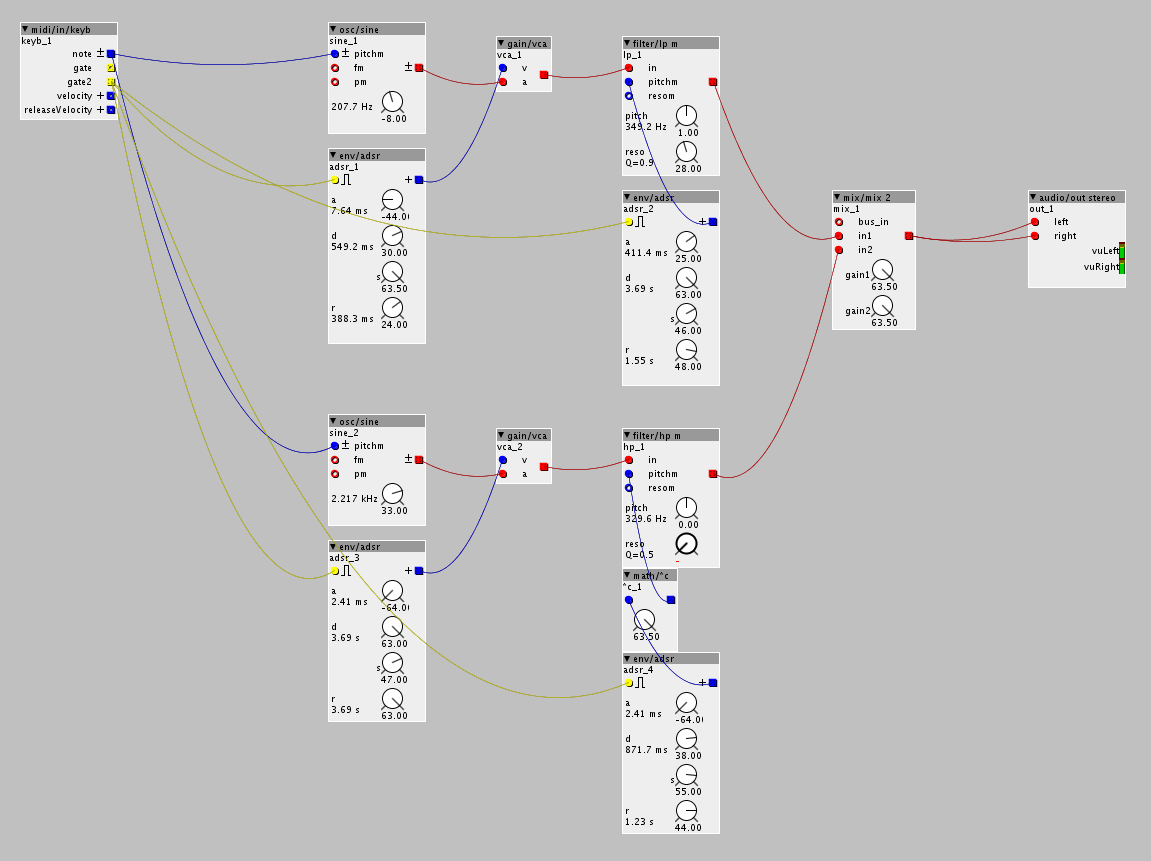 midi/in/keyb
keyb_1
note ±
gate
gate2
velocity +
releaseVelocity +
osc/sine
sine_1
± pitchm
fm ±
pm
207.7 Hz
-8.00
gain/vca
vca_1
v
a
filter/lp m
lp_1
in
pitchm
resom
pitch
349.2 Hz
1.00
reso
Q=0.9
28.00
env/adsr
adsr_1
+
a
7.64 ms
-44.0
d
549.2 ms
30.00
s
63.50
r
388.3 ms
24.00
env/adsr
adsr_2
+
a
411.4 ms
25.00
d
3.69 s
63.00
s
46.00
r
1.55 s
48.00
mix/mix 2
mix_1
bus_in
in1
in2
gain1
63.50
gain2
63.50
audio/out stereo
out_1
left
right
vuLeft
vuRight
osc/sine
sine_2
± pitchm
fm ±
pm
2.217 kHz
33.00
gain/vca
vca_2
v
a
filter/hp m
hp_1
in
pitchm
resom
pitch
329.6 Hz
0.00
reso
Q=0.5
-
env/adsr
adsr_3
+
a
2.41 ms
-64.0
d
3.69 s
63.00
s
47.00
r
3.69 s
63.00
math/^c
^c_1
63.50
env/adsr
adsr_4
+
a
2.41 ms
-64.0
d
871.7 ms
38.00
s
55.00
r
1.23 s
44.00